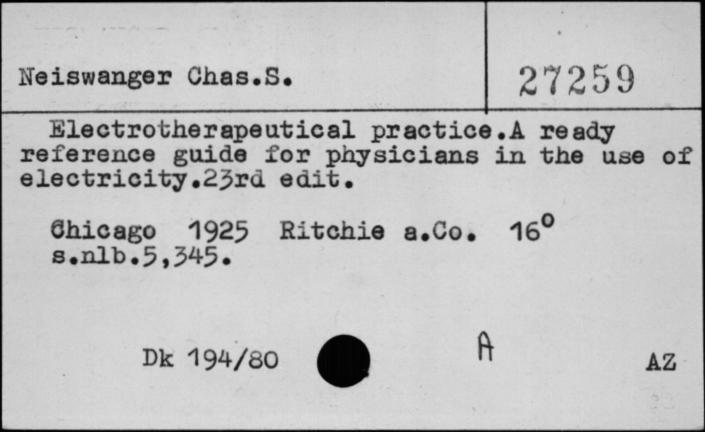 Neiswanger Chas.S.
27259
Electrotherapeutical practice.A ready
reference guide for physicians in the use of
electricity.23rd edit.
Chicago 1925 Ritchie a.Co. 16°
s.nlb.5,345.
Dk 194/80
A
AZ